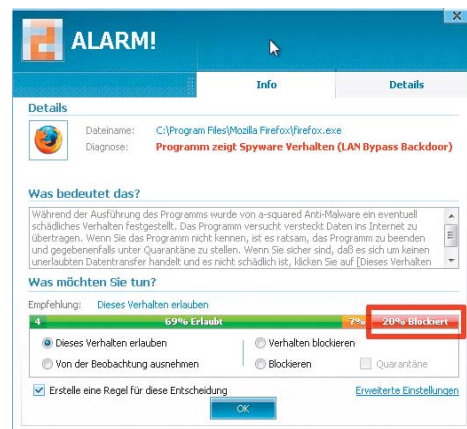 ALARM!
Info
Details
Details
Dateiname: C:\Program Files\Mozilla Firefox\firefox.exe
Diagnose: Programm zeigt Spyware Verhalten (LAN Bypass Backdoor)
Was bedeutet das?
Während der Ausführung des Programms wurde von a-squared Anti-Malware ein eventuell
schädliches Verhalten festgestellt. Das Programm versucht versteckt Daten ins Internet zu
übertragen. Wenn Sie das Programm nicht kennen, ist es ratsam, das Programm zu beenden
und gegebenenfalls unter Quarantäne zu stellen. Wenn Sie sicher sind, daß es sich um keinen
unerlaubten Datentransfer handelt und es nicht schädlich ist, klicken Sie auf [Dieses Verhalten
Was möchten Sie tun?
Empfehlung: Dieses Verhalten erlauben
4 69% Erlaubt 7% 20% Blockiert
Dieses Verhalten erlauben
Verhalten blockieren
Von der Beobachtung ausnehmen
Blockieren
Quarantäne
Erstelle eine Regel für diese Entscheidung
Erweiterte Einstellungen
OK